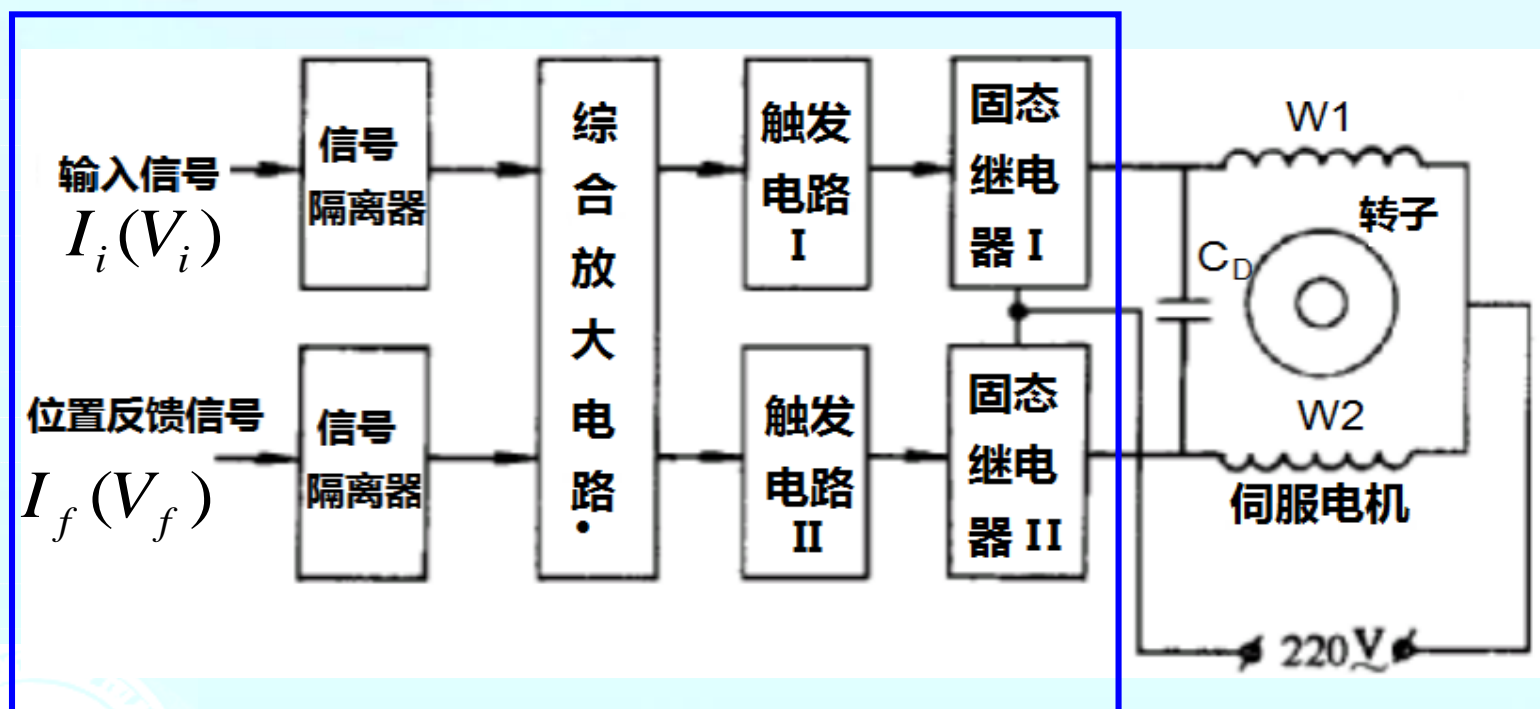 输入信号
I_i(V_i)
信号
隔离器
综
合
放
大
电
路
触发
电路
I
固态
继电
器 I
W1
转子
C_D
位置反馈信号
I_f(V_f)
信号
隔离器
触发
电路
II
固态
继电
器 II
W2
伺服电机
220 V